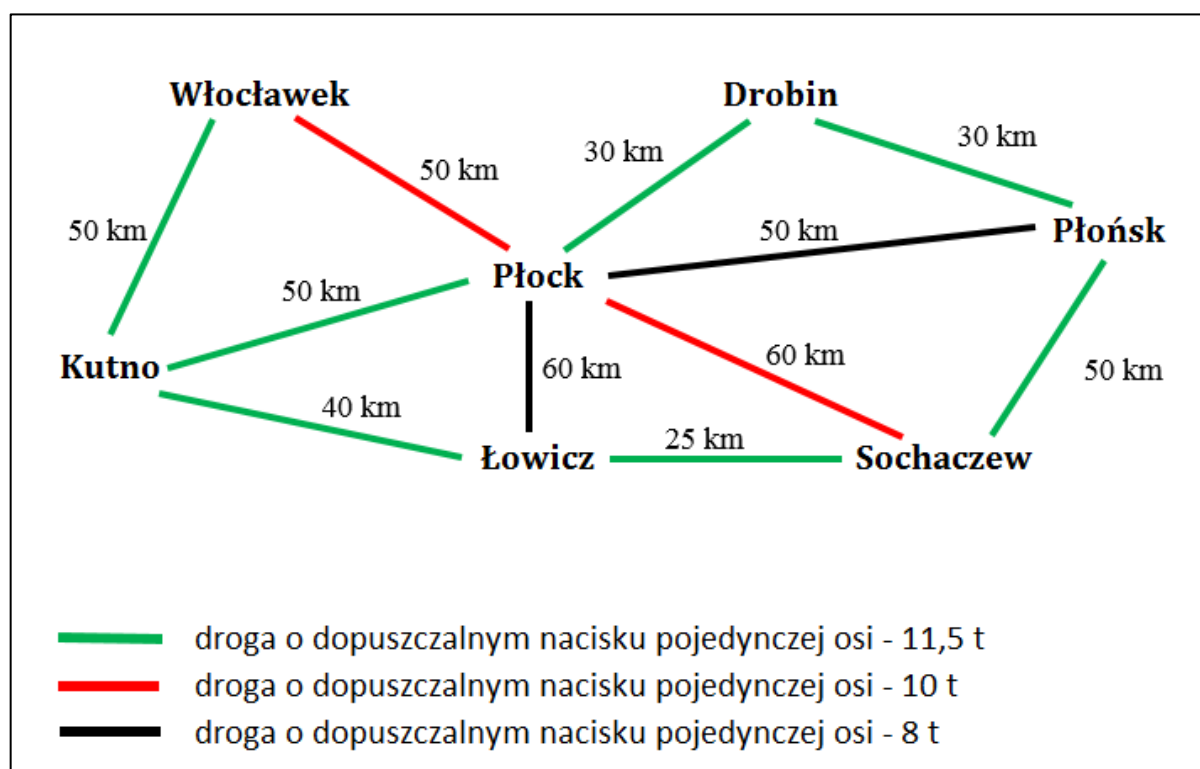 Włocławek
Drobin
30 km
30 km
50 km
50 km
50 km
Płońsk
Płock
50 km
Kutno
60 km
60 km
50 km
40 km
Łowicz
25 km
Sochaczew
droga o dopuszczalnym nacisku pojedynczej osi - 11,5 t
droga o dopuszczalnym nacisku pojedynczej osi - 10 t
droga o dopuszczalnym nacisku pojedynczej osi - 8 t